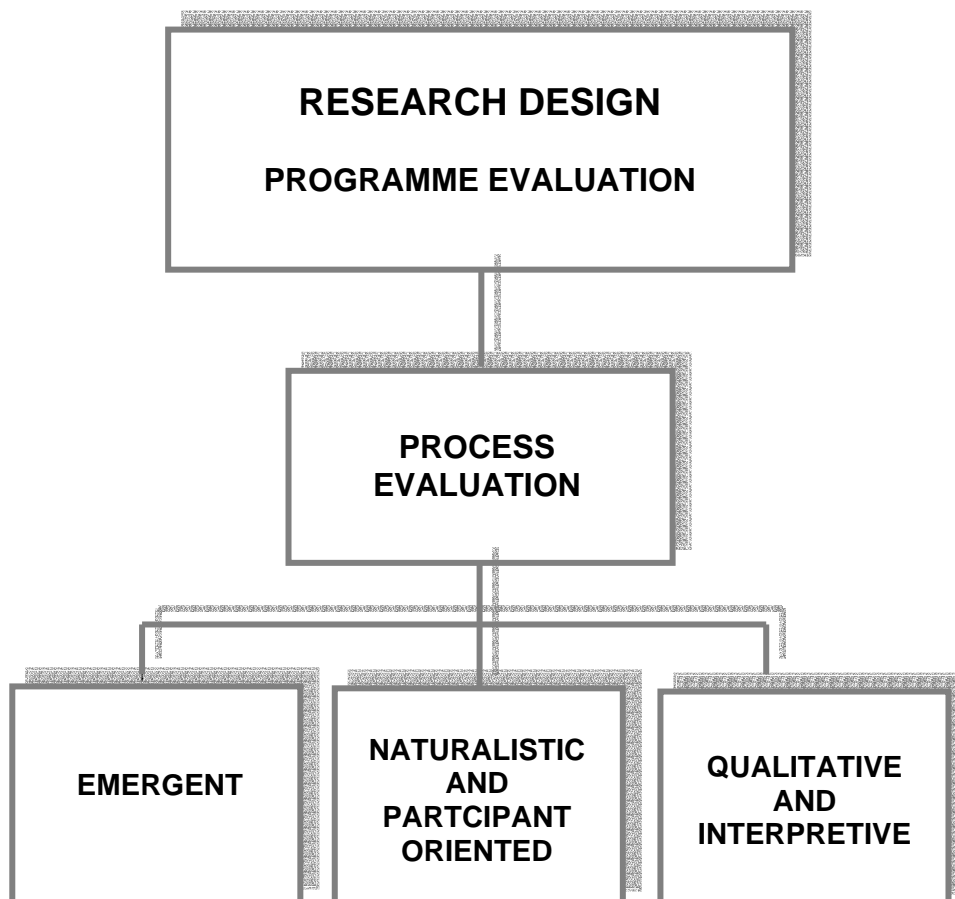 RESEARCH DESIGN
PROGRAMME EVALUATION
PROCESS
EVALUATION
EMERGENT
NATURALISTIC
AND
PARTCIPANT
ORIENTED
QUALITATIVE
AND
INTERPRETIVE